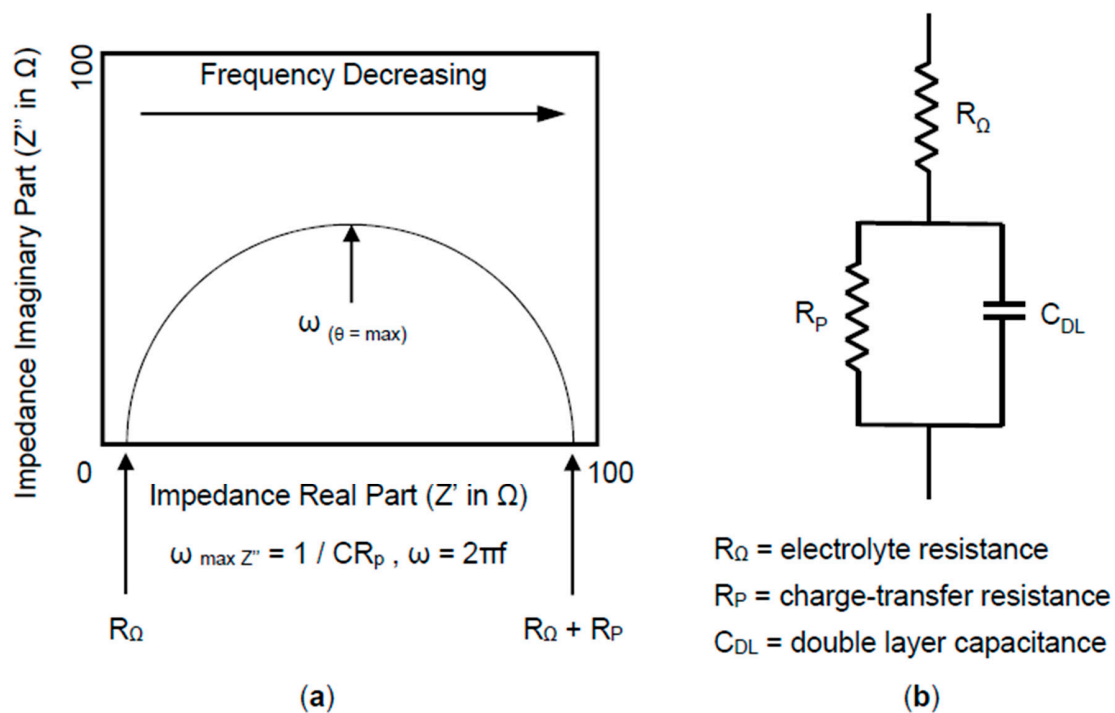 100
Impedance Imaginary Part (Z'' in Ω)
Frequency Decreasing
ω (θ = max)
0
100
Impedance Real Part (Z' in Ω)
ω max Z'' = 1 / CRp , ω = 2πf
RΩ
RΩ + RP
(a)
RΩ
RP
CDL
RΩ = electrolyte resistance
RP = charge-transfer resistance
CDL = double layer capacitance
(b)